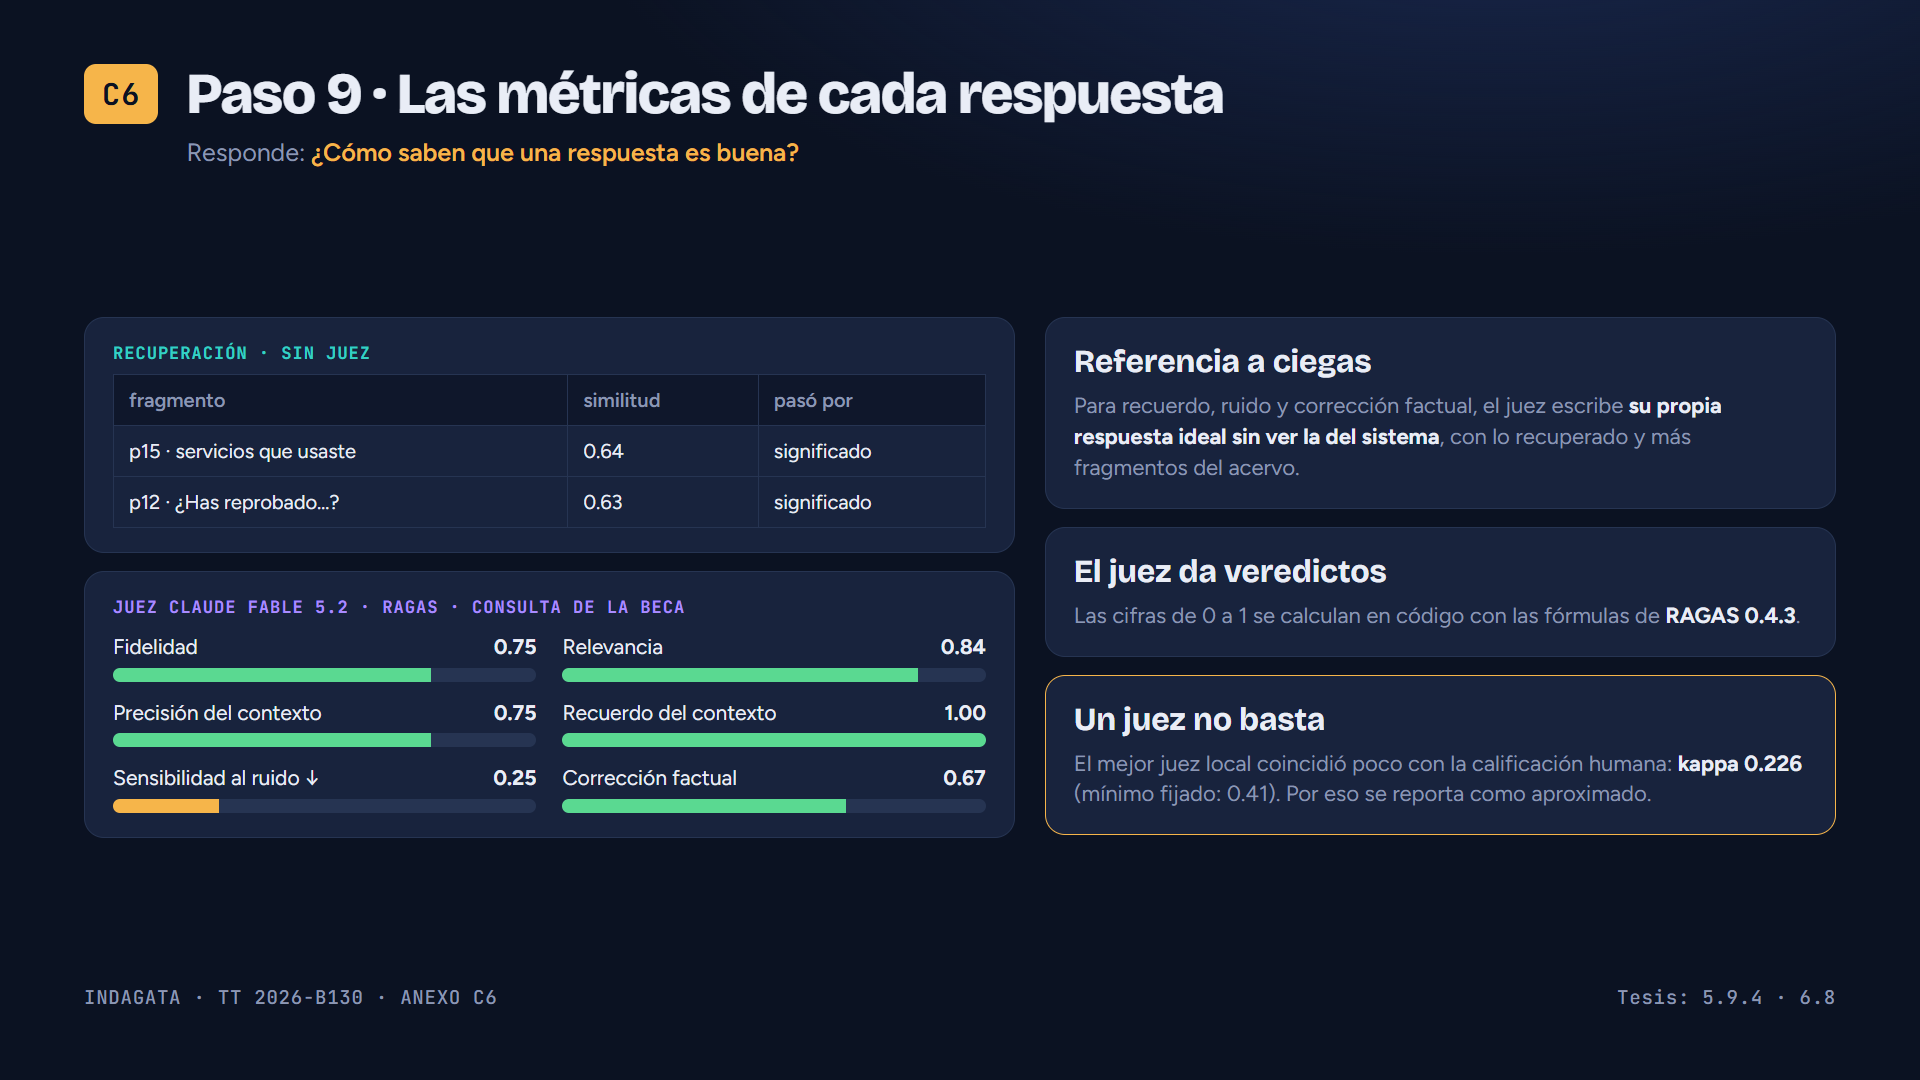 C6
Paso 9 · Las métricas de cada respuesta
Responde: ¿Cómo saben que una respuesta es buena?
RECUPERACIÓN · SIN JUEZ
fragmento similitud pasó por
p15 · servicios que usaste 0.64 significado
p12 · ¿Has reprobado...? 0.63 significado
JUEZ CLAUDE FABLE 5.2 · RAGAS · CONSULTA DE LA BECA
Fidelidad 0.75 Relevancia 0.84
Precisión del contexto 0.75 Recuerdo del contexto 1.00
Sensibilidad al ruido ↓ 0.25 Corrección factual 0.67
Referencia a ciegas
Para recuerdo, ruido y corrección factual, el juez escribe su propia
respuesta ideal sin ver la del sistema, con lo recuperado y más
fragmentos del acervo.
El juez da veredictos
Las cifras de 0 a 1 se calculan en código con las fórmulas de RAGAS 0.4.3.
Un juez no basta
El mejor juez local coincidió poco con la calificación humana: kappa 0.226
(mínimo fijado: 0.41). Por eso se reporta como aproximado.
INDAGATA · TT 2026-B130 · ANEXO C6
Tesis: 5.9.4 · 6.8